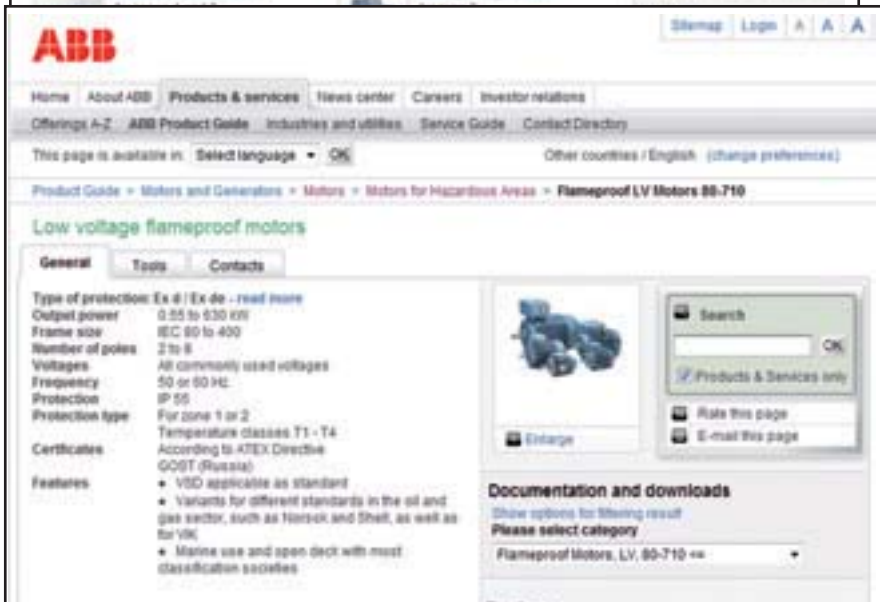 Sitemap Login A A A
ABB
Home About ABB Products & services News center Careers Investor relations
Offerings A-Z ABB Product Guide Industries and utilities Service Guide Contact Directory
This page is available in: Select language OK
Other countries / English (change preferences)
Product Guide > Motors and Generators > Motors > Motors for Hazardous Areas > Flameproof LV Motors 80-710
Low voltage flameproof motors
General Tools Contacts
Type of protection: Ex d / Ex de - read more
Output power 0.55 to 630 kW
Frame size IEC 80 to 400
Number of poles 2 to 8
Voltages All commonly used voltages
Frequency 50 or 60 Hz
Protection IP 55
Protection type For zone 1 or 2
Temperature classes T1 - T4
Certificates According to ATEX Directive
GOST (Russia)
Features • VSD applicable as standard
• Variants for different standards in the oil and
gas sector, such as Norsok and Shell, as well as
for VIK
• Marine use and open deck with most
classification societies
Enlarge
Search
OK
Products & Services only
Rate this page
E-mail this page
Documentation and downloads
Show options for filtering result
Please select category
Flameproof Motors, LV, 80-710 <=